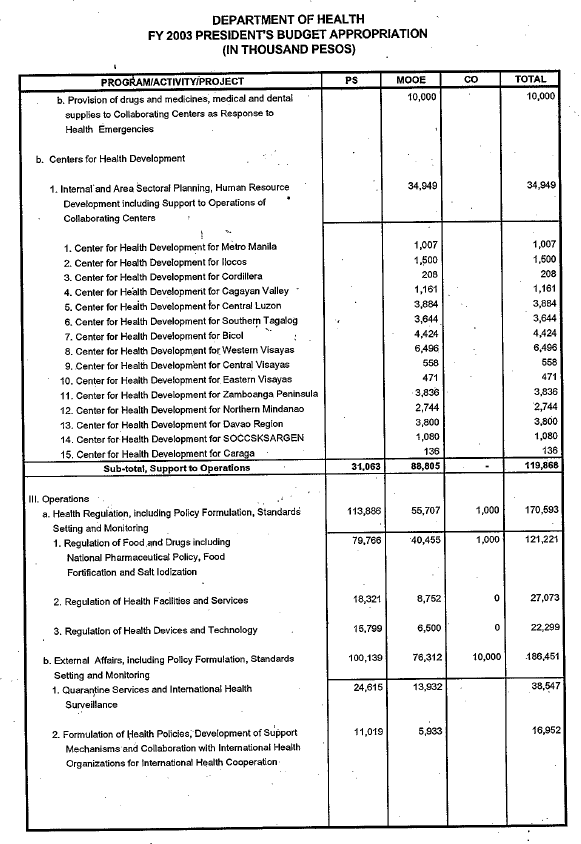 DEPARTMENT OF HEALTH
FY 2003 PRESIDENT'S BUDGET APPROPRIATION
(IN THOUSAND PESOS)
PROGRAM/ACTIVITY/PROJECT PS MOOE CO TOTAL
b. Provision of drugs and medicines, medical and dental 10,000 10,000
supplies to Collaborating Centers as Response to
Health Emergencies
b. Centers for Health Development
1. Internal and Area Sectoral Planning, Human Resource 34,949 34,949
Development including Support to Operations of
Collaborating Centers
1. Center for Health Development for Metro Manila 1,007 1,007
2. Center for Health Development for Ilocos 1,500 1,500
3. Center for Health Development for Cordillera 208 208
4. Center for Health Development for Cagayan Valley 1,161 1,161
5. Center for Health Development for Central Luzon 3,884 3,884
6. Center for Health Development for Southern Tagalog 3,644 3,644
7. Center for Health Development for Bicol 4,424 4,424
8. Center for Health Development for Western Visayas 6,496 6,496
9. Center for Health Development for Central Visayas 558 558
10. Center for Health Development for Eastern Visayas 471 471
11. Center for Health Development for Zamboanga Peninsula 3,836 3,836
12. Center for Health Development for Northern Mindanao 2,744 2,744
13. Center for Health Development for Davao Region 3,800 3,800
14. Center for Health Development for SOCCSKSARGEN 1,080 1,080
15. Center for Health Development for Caraga 136 136
Sub-total, Support to Operations 31,063 88,805 - 119,868
III. Operations
a. Health Regulation, including Policy Formulation, Standards 113,886 55,707 1,000 170,593
Setting and Monitoring
1. Regulation of Food and Drugs including 79,766 40,455 1,000 121,221
National Pharmaceutical Policy, Food
Fortification and Salt Iodization
2. Regulation of Health Facilities and Services 18,321 8,752 0 27,073
3. Regulation of Health Devices and Technology 15,799 6,500 0 22,299
b. External Affairs, including Policy Formulation, Standards 100,139 76,312 10,000 186,451
Setting and Monitoring
1. Quarantine Services and International Health 24,615 13,932 38,547
Surveillance
2. Formulation of Health Policies, Development of Support 11,019 5,933 16,952
Mechanisms and Collaboration with International Health
Organizations for International Health Cooperation